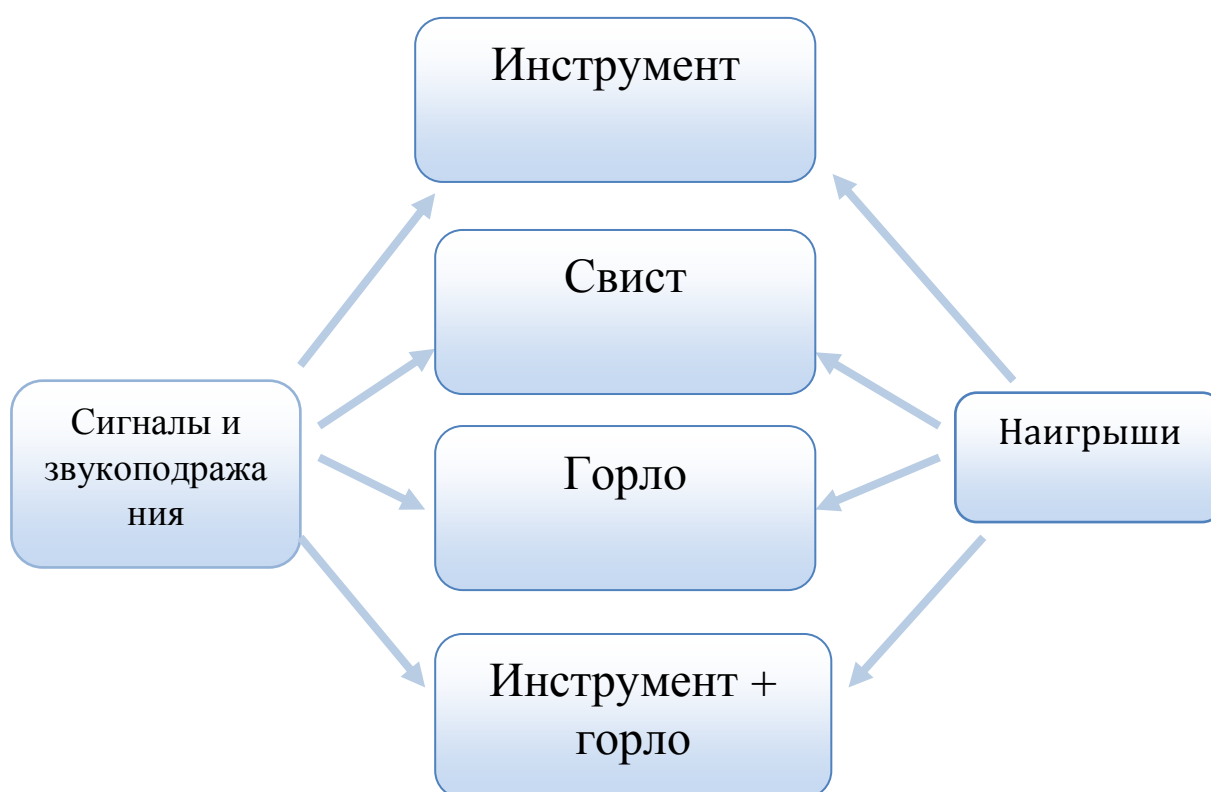 Инструмент
Свист
Сигналы и
звукоподража
ния
Горло
Наигрыши
Инструмент +
горло